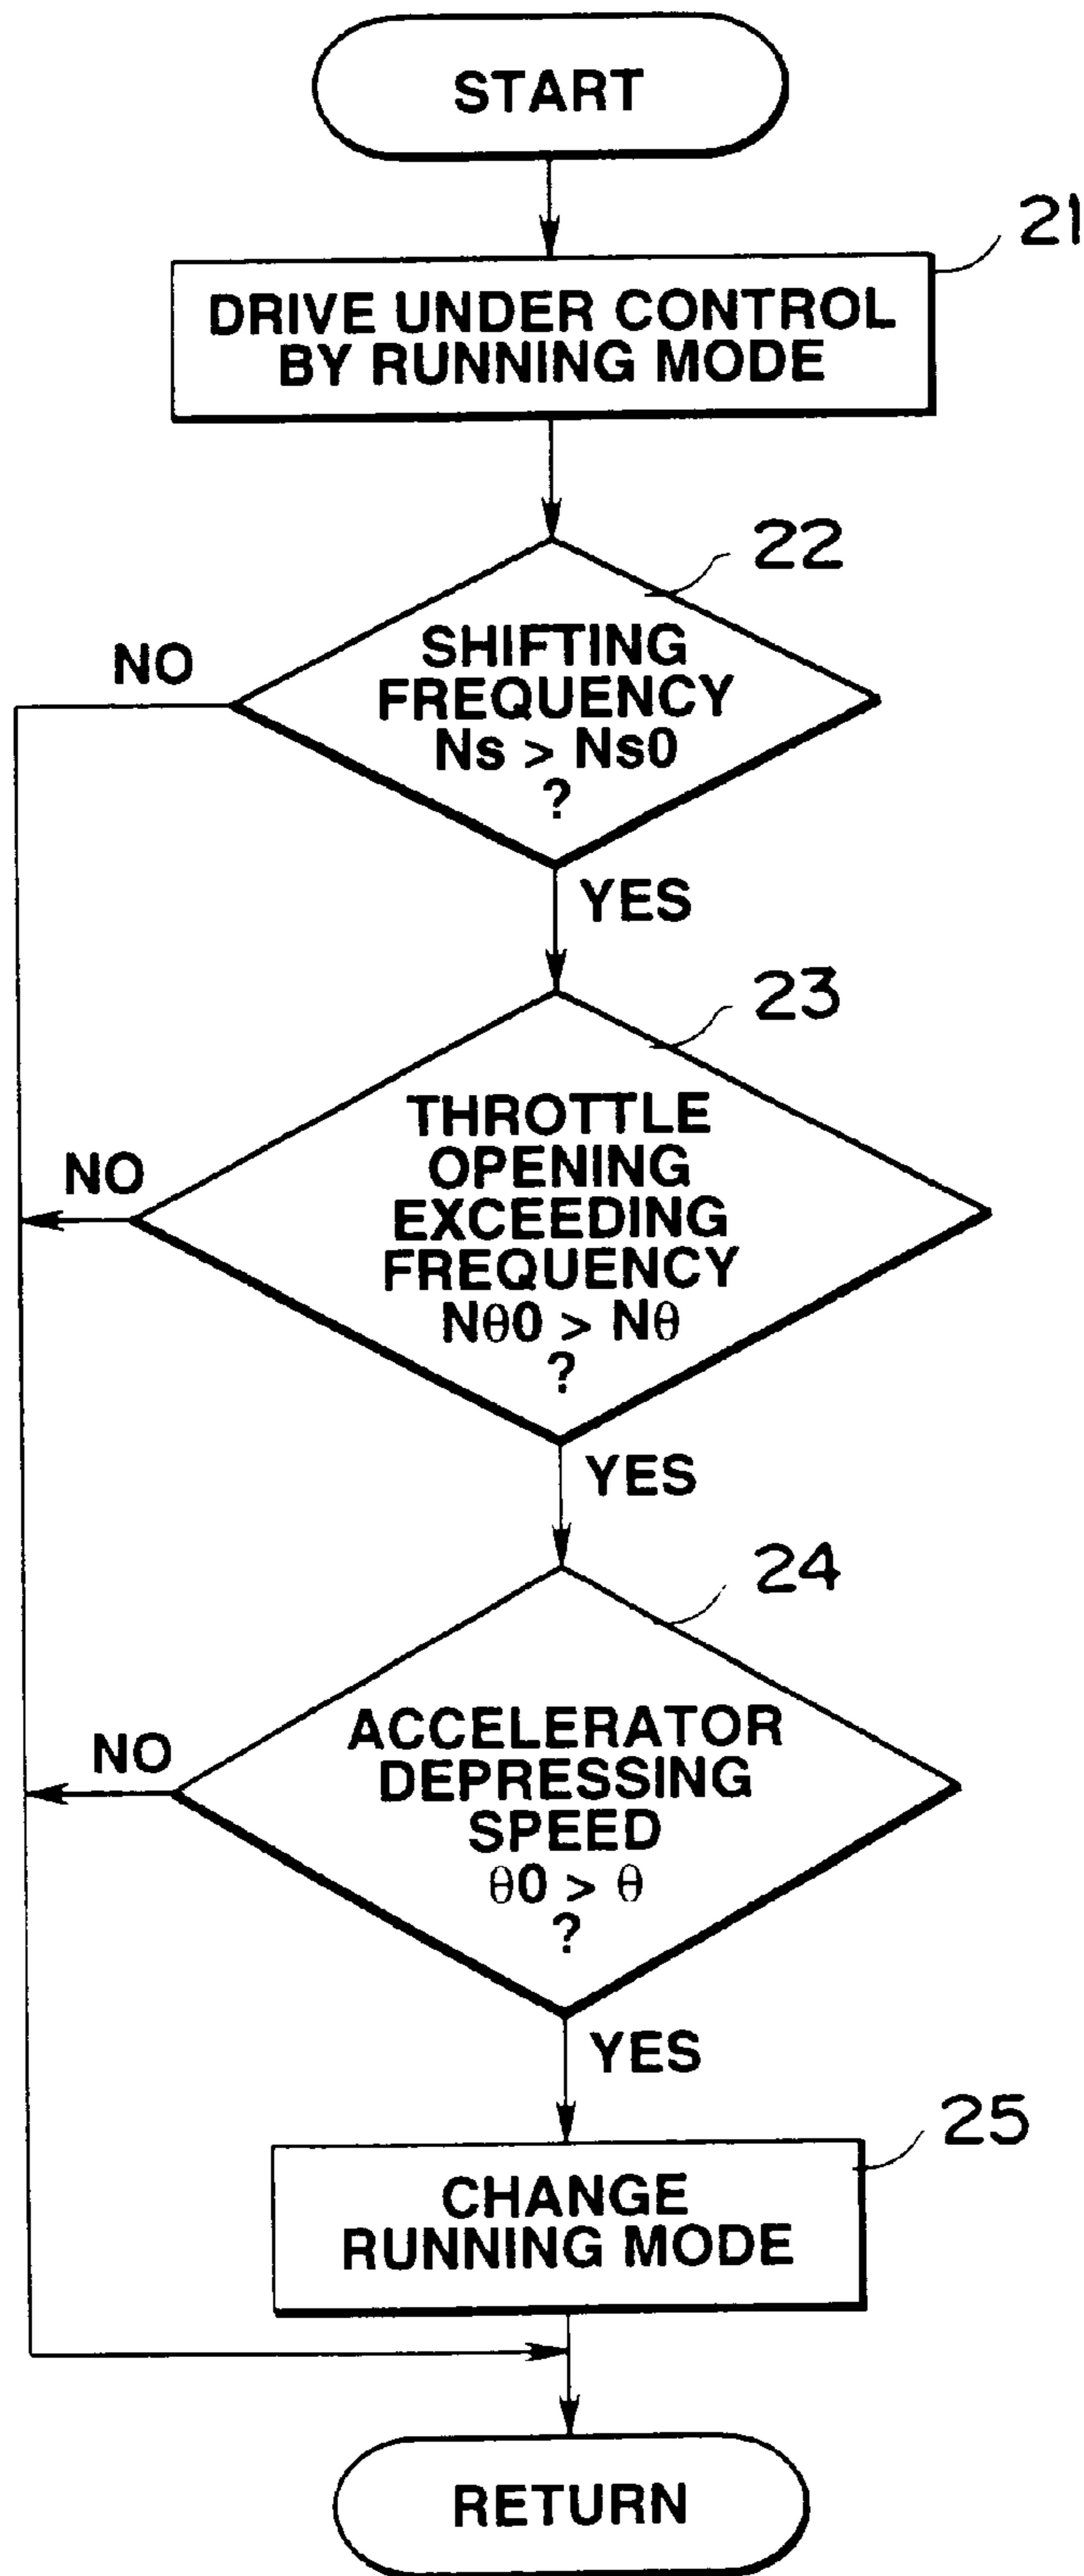 START
21
DRIVE UNDER CONTROL
BY RUNNING MODE
22
NO
SHIFTING
FREQUENCY
Ns > Ns0
?
YES
23
NO
THROTTLE
OPENING
EXCEEDING
FREQUENCY
Nθ0 > Nθ
?
YES
24
NO
ACCELERATOR
DEPRESSING
SPEED
θ0 > θ
?
YES
25
CHANGE
RUNNING MODE
RETURN